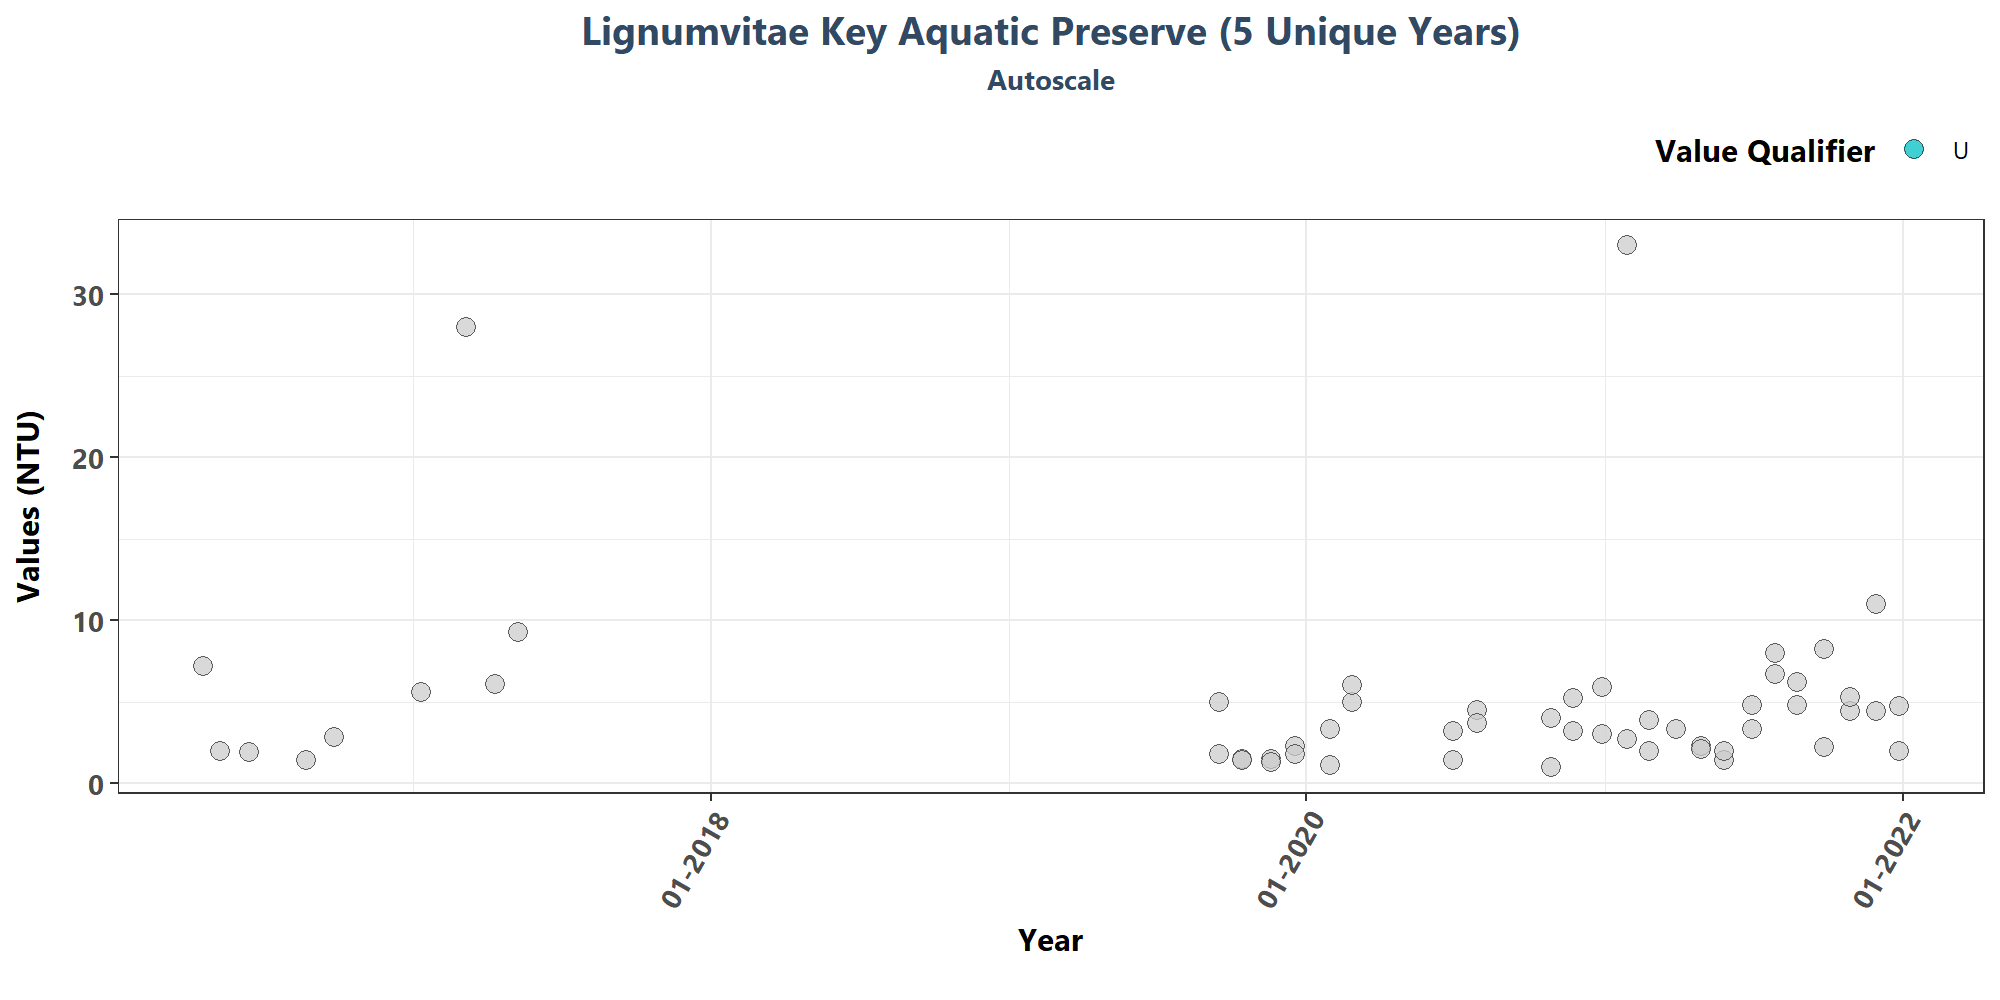 Lignumvitae Key Aquatic Preserve (5 Unique Years)
Autoscale
Value Qualifier U
Values (NTU)
30
20
10
0
01-2018
01-2020
01-2022
Year